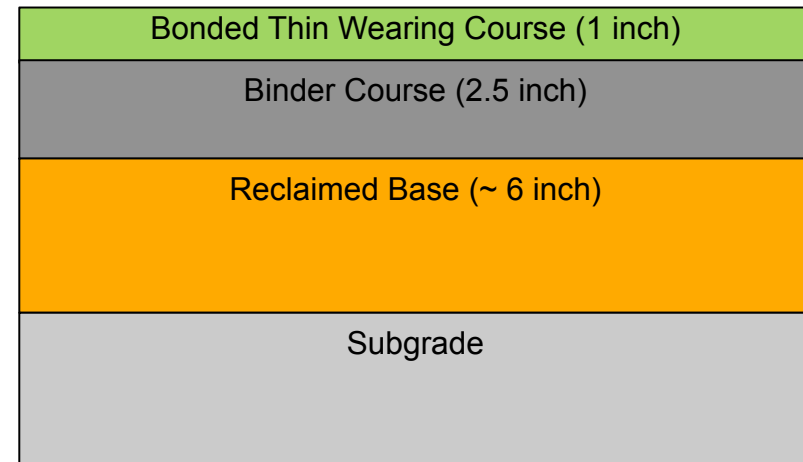 Bonded Thin Wearing Course (1 inch)
Binder Course (2.5 inch)
Reclaimed Base (~ 6 inch)
Subgrade